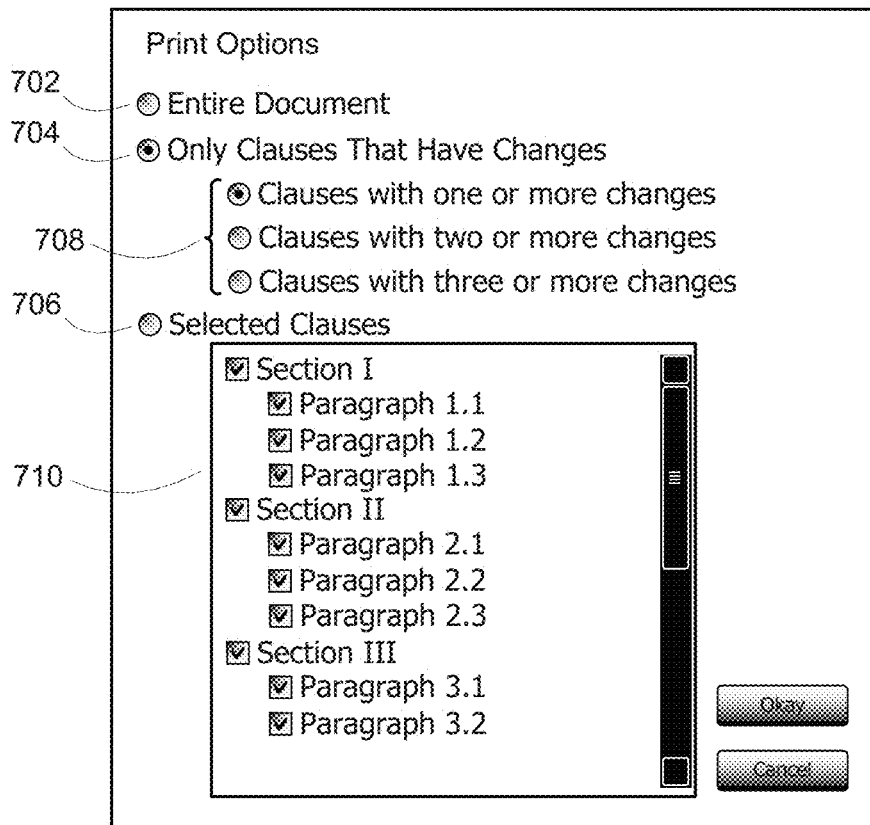 Print Options
702
Entire Document
704
Only Clauses That Have Changes
Clauses with one or more changes
708
Clauses with two or more changes
Clauses with three or more changes
706
Selected Clauses
Section I
Paragraph 1.1
Paragraph 1.2
710
Paragraph 1.3
Section II
Paragraph 2.1
Paragraph 2.2
Paragraph 2.3
Section III
Paragraph 3.1
Paragraph 3.2
Okay
Cancel